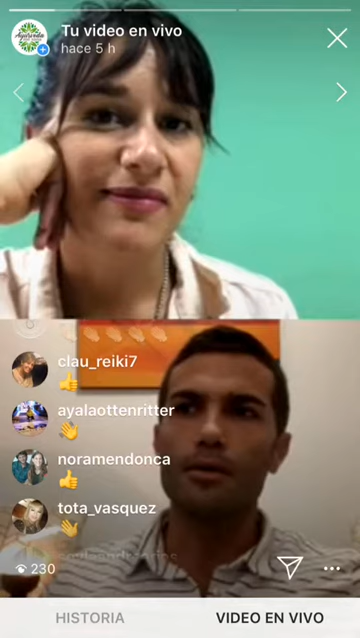 Tu video en vivo
hace 5 h
clau_reiki7
👍
ayalaottenritter
👋
noramendonca
👍
tota_vasquez
👋
230
HISTORIA
VIDEO EN VIVO